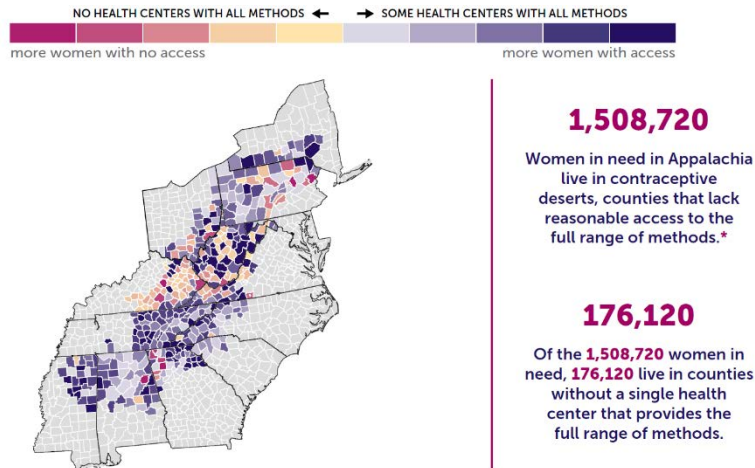 NO HEALTH CENTERS WITH ALL METHODS ← → SOME HEALTH CENTERS WITH ALL METHODS
more women with no access
more women with access
1,508,720
Women in need in Appalachia
live in contraceptive
deserts, counties that lack
reasonable access to the
full range of methods.*
176,120
Of the 1,508,720 women in
need, 176,120 live in counties
without a single health
center that provides the
full range of methods.